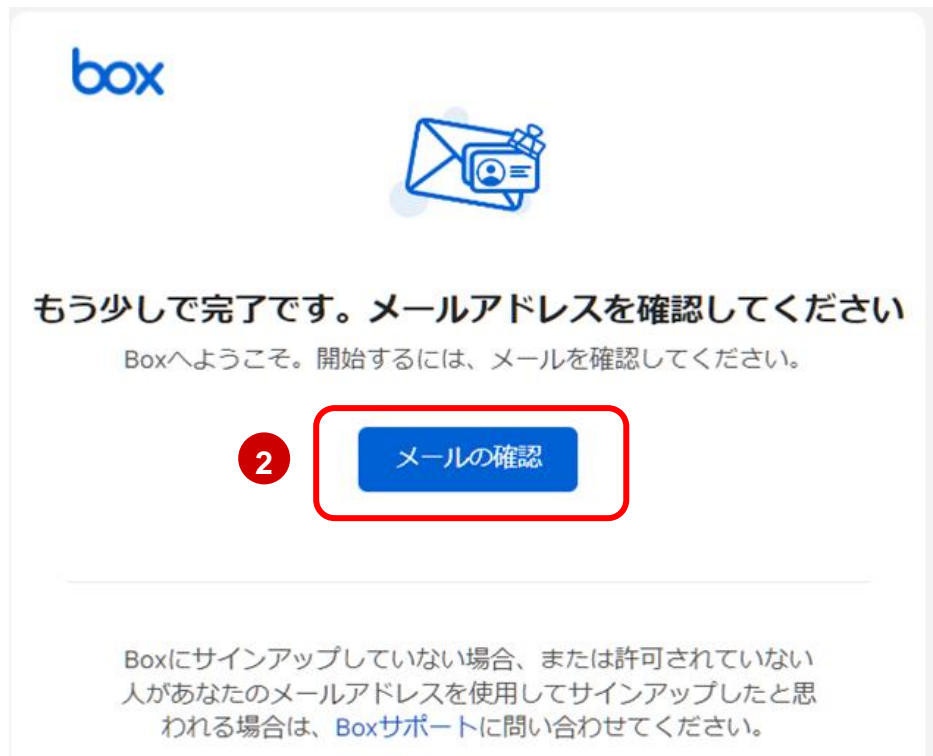 box
もう少しで完了です。メールアドレスを確認してください
Boxへようこそ。開始するには、メールを確認してください。
2
メールの確認
Boxにサインアップしていない場合、または許可されていない
人があなたのメールアドレスを使用してサインアップしたと思
われる場合は、Boxサポートに問い合わせてください。